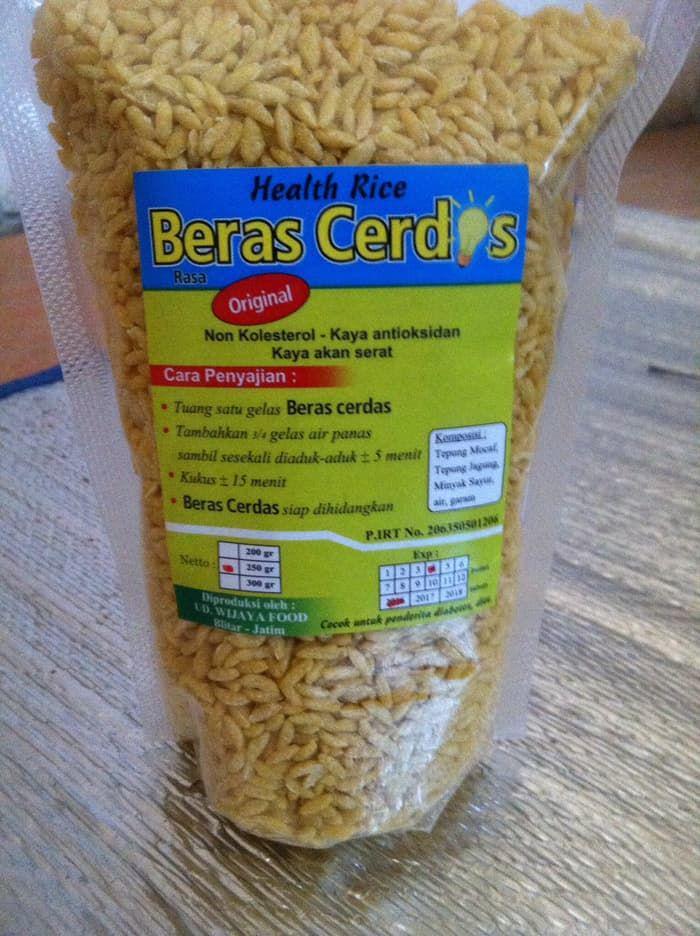 Health Rice
Beras Cerdas
Rasa
Original
Non Kolesterol - Kaya antioksidan
Kaya akan serat
Cara Penyajian :
• Tuang satu gelas Beras cerdas
• Tambahkan 3/4 gelas air panas
sambil sesekali diaduk-aduk ± 5 menit
• Kukus ± 15 menit
• Beras Cerdas siap dihidangkan
Komposisi :
Tepung Mocaf,
Tepung Jagung,
Minyak Sayur,
air, garam
P.IRT No. 206350501206
Netto :
200 gr
250 gr
300 gr
Exp :
1 2 3 5 6
7 8 9 10 11 12
2017 2018
Diproduksi oleh :
UD. WIJAYA FOOD
Blitar - Jatim
Cocok untuk penderita diabetes,